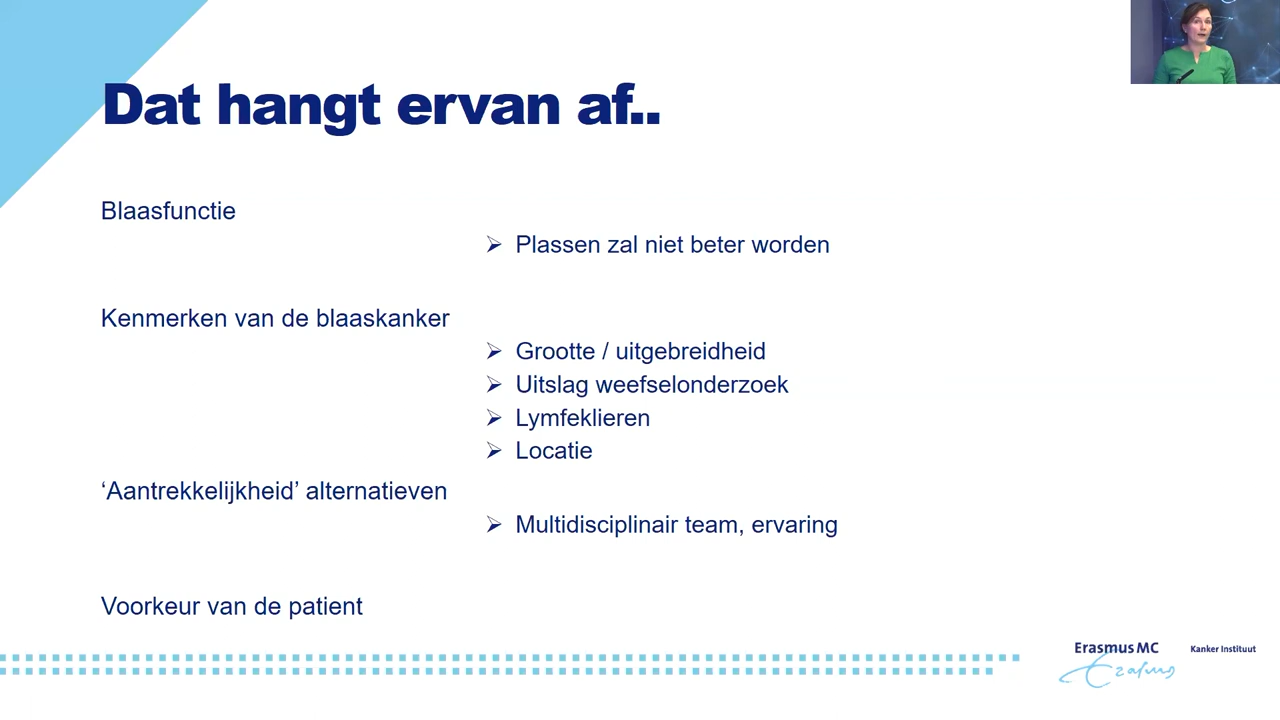 Dat hangt ervan af..
Blaasfunctie
➢ Plassen zal niet beter worden
Kenmerken van de blaaskanker
➢ Grootte / uitgebreidheid
➢ Uitslag weefselonderzoek
➢ Lymfeklieren
➢ Locatie
‘Aantrekkelijkheid’ alternatieven
➢ Multidisciplinair team, ervaring
Voorkeur van de patient
Erasmus MC
Kanker Instituut
Erasmus